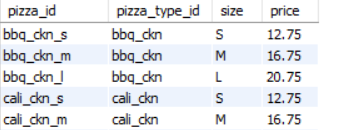 pizza_id pizza_type_id size price
bbq_ckn_s bbq_ckn S 12.75
bbq_ckn_m bbq_ckn M 16.75
bbq_ckn_l bbq_ckn L 20.75
cali_ckn_s cali_ckn S 12.75
cali_ckn_m cali_ckn M 16.75